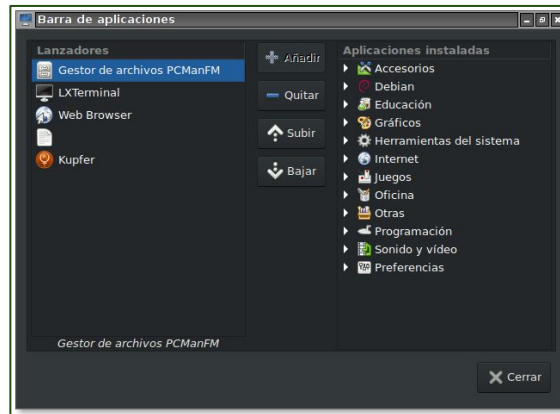 Barra de aplicaciones
Lanzadores
Gestor de archivos PCManFM
LXTerminal
Web Browser
Kupfer
Gestor de archivos PCManFM
Añadir
Quitar
Subir
Bajar
Aplicaciones instaladas
Accesorios
Debian
Educación
Gráficos
Herramientas del sistema
Internet
Juegos
Oficina
Otras
Programación
Sonido y vídeo
Preferencias
Cerrar